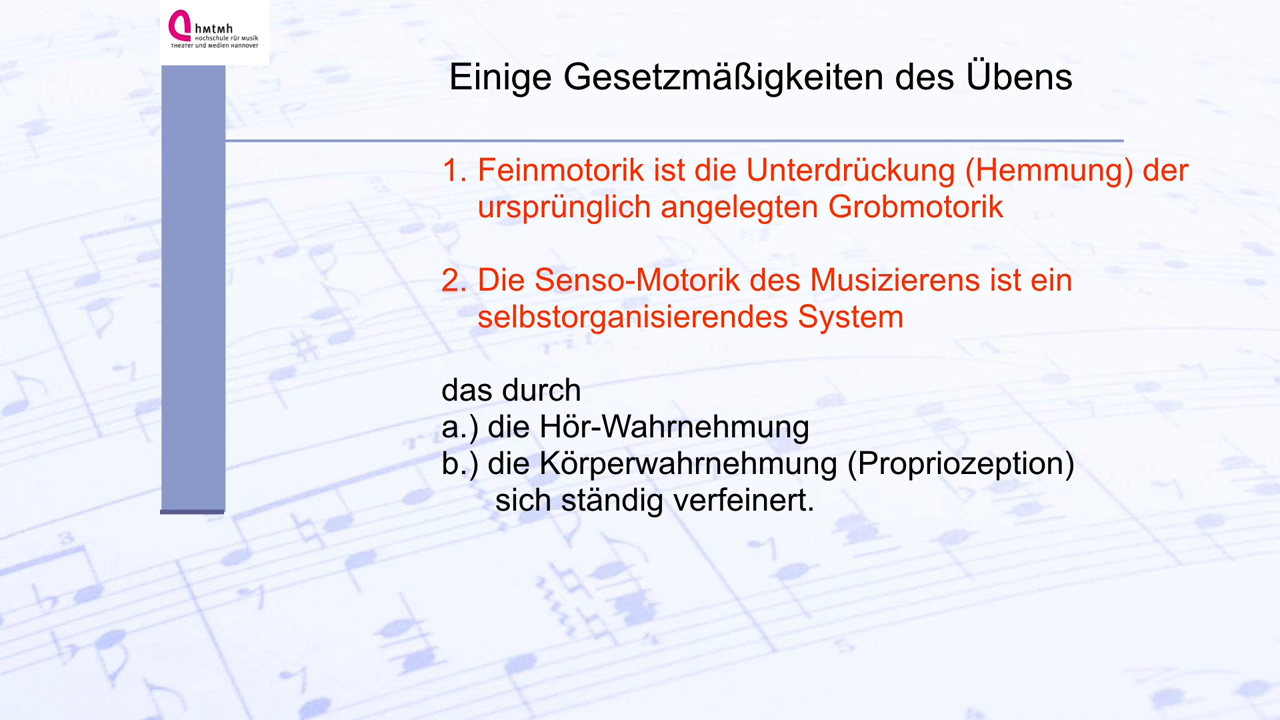 hmtmh
Hochschule für Musik
Theater und Medien Hannover
Einige Gesetzmäßigkeiten des Übens
1. Feinmotorik ist die Unterdrückung (Hemmung) der
ursprünglich angelegten Grobmotorik
2. Die Senso-Motorik des Musizierens ist ein
selbstorganisierendes System
das durch
a.) die Hör-Wahrnehmung
b.) die Körperwahrnehmung (Propriozeption)
sich ständig verfeinert.